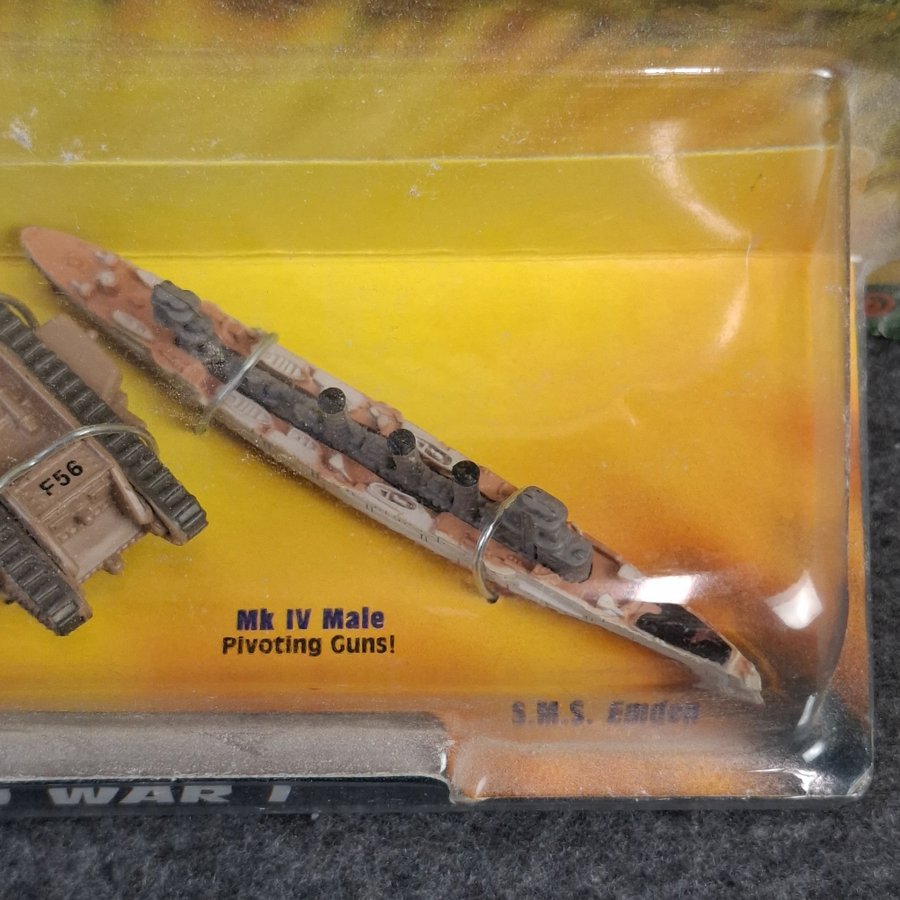 F56
Mk IV Male
Pivoting Guns!
S.M.S. Emden
WAR I